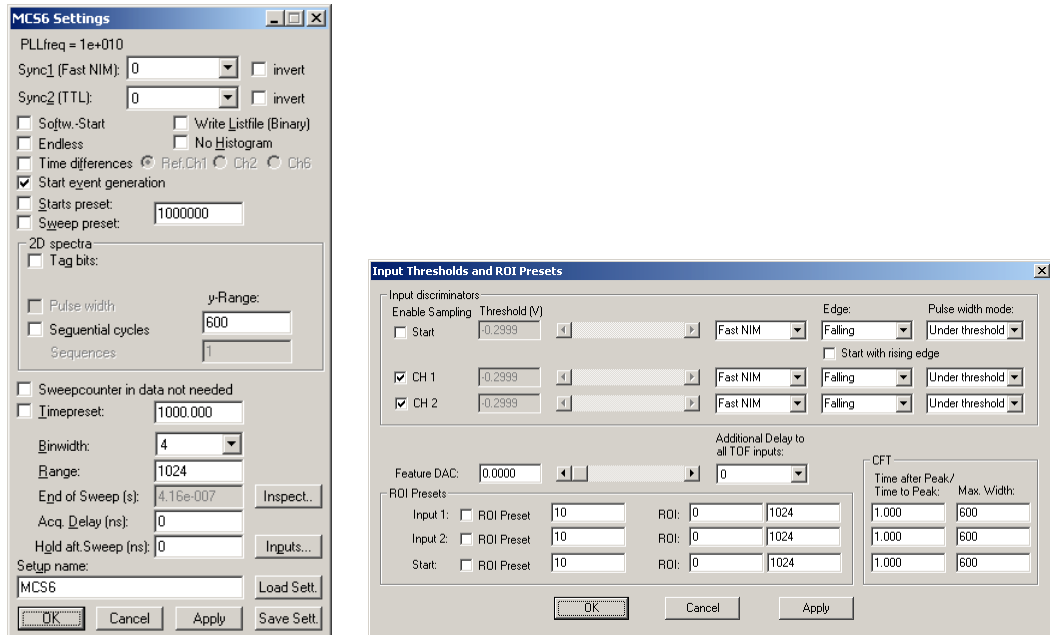 MCS6 Settings
PLLfreq = 1e+010
Sync1 (Fast NIM): 0 invert
Sync2 (TTL): 0 invert
Softw.-Start Write Listfile (Binary)
Endless No Histogram
Time differences Ref.Ch1 Ch2 Ch6
Start event generation
Starts preset:
1000000
Sweep preset:
2D spectra
Tag bits:
Pulse width y-Range:
Sequential cycles 600
Sequences 1
Sweepcounter in data not needed
Timepreset: 1000.000
Binwidth: 4
Range: 1024
End of Sweep (s): 4.16e-007 Inspect..
Acq. Delay (ns): 0
Hold aft.Sweep (ns): 0 Inputs...
Setup name:
MCS6 Load Sett.
OK Cancel Apply Save Sett.
Input Thresholds and ROI Presets
Input discriminators
Enable Sampling Threshold (V) Edge: Pulse width mode:
Start -0.2999 Fast NIM Falling Under threshold
Start with rising edge
CH 1 -0.2999 Fast NIM Falling Under threshold
CH 2 -0.2999 Fast NIM Falling Under threshold
Additional Delay to
all TOF inputs:
Feature DAC: 0.0000 0
CFT
Time after Peak/
Time to Peak: Max. Width:
ROI Presets
Input 1: ROI Preset 10 ROI: 0 1024 1.000 600
Input 2: ROI Preset 10 ROI: 0 1024 1.000 600
Start: ROI Preset 10 ROI: 0 1024 1.000 600
OK Cancel Apply